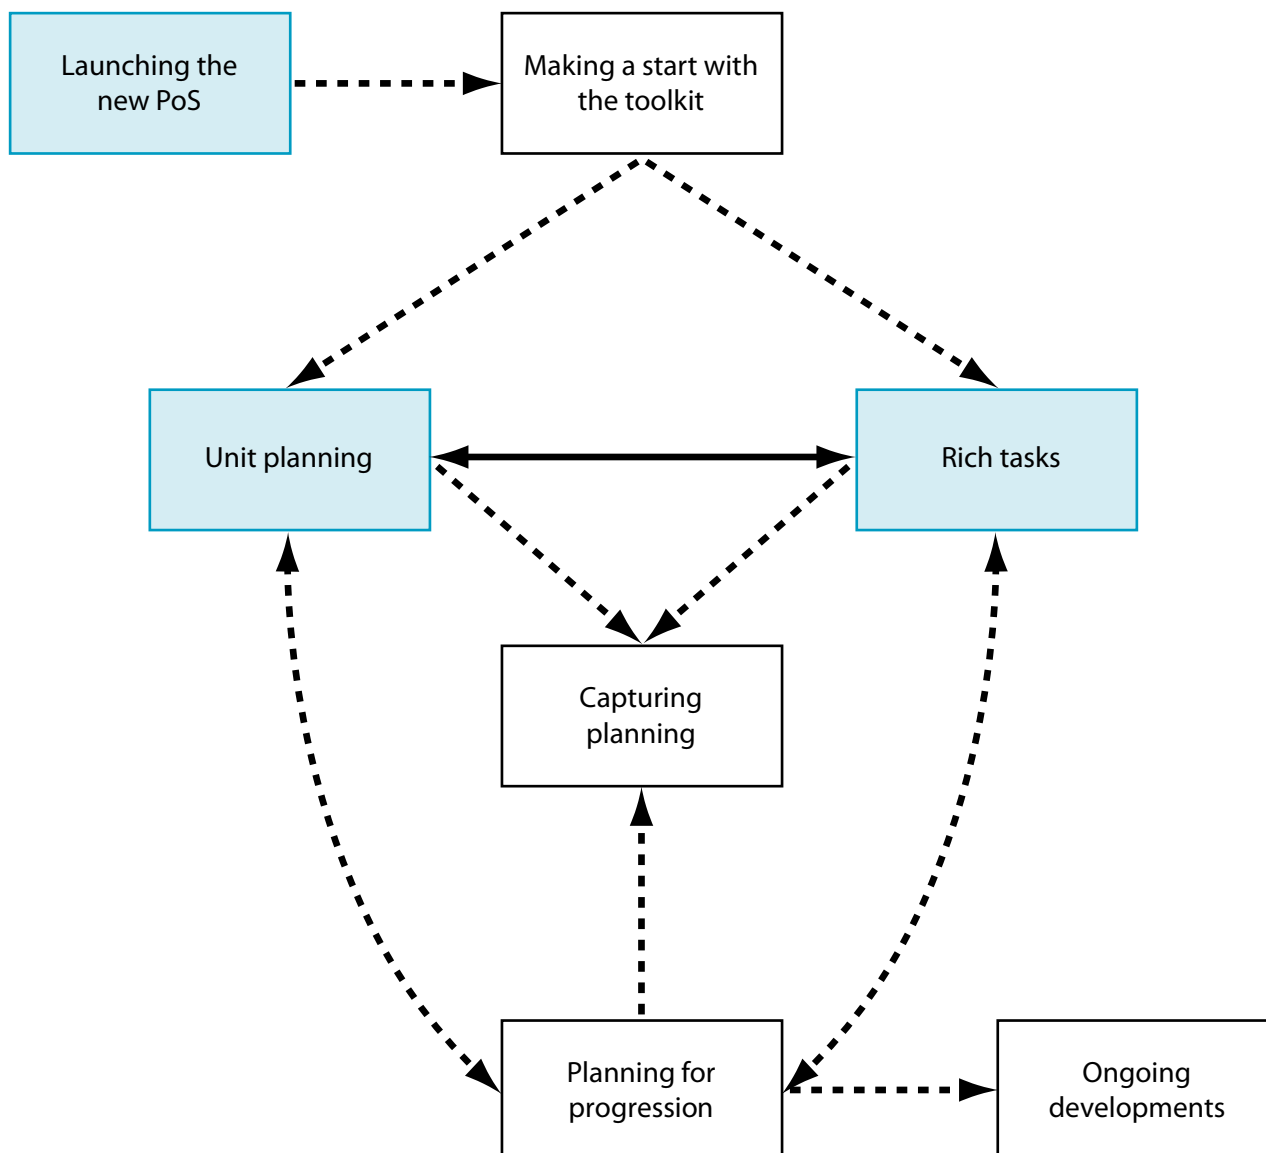 Launching the
new PoS
Making a start with
the toolkit
Unit planning
Rich tasks
Capturing
planning
Planning for
progression
Ongoing
developments